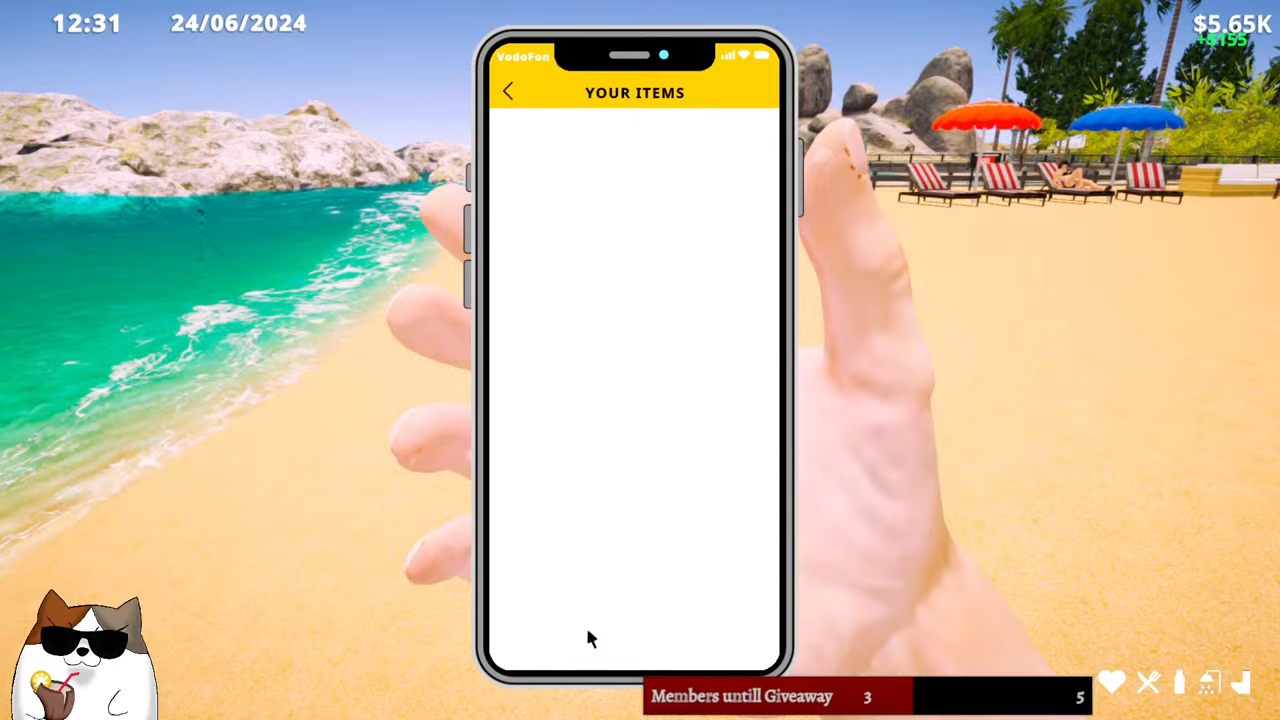 12:31
24/06/2024
$5.65K
+$155
VodoFon
YOUR ITEMS
Members untill Giveaway 3 5